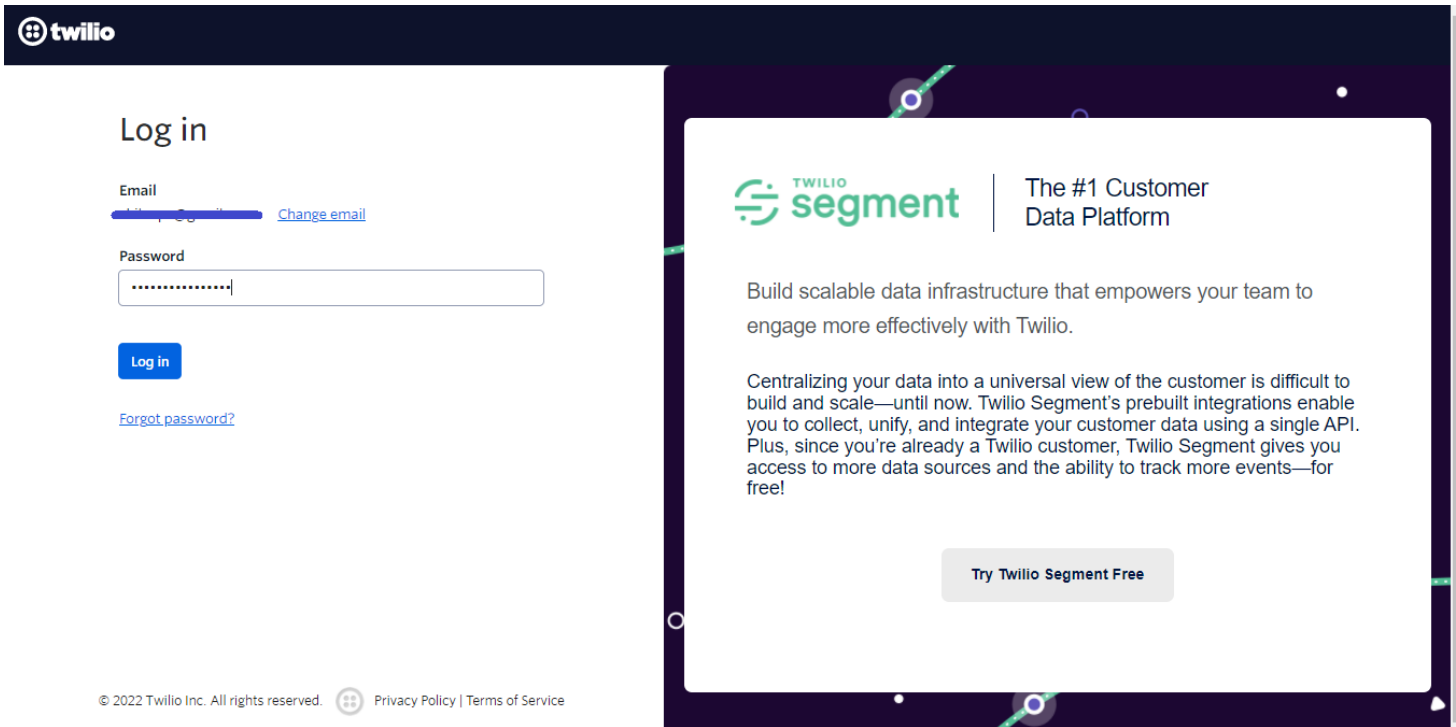 twilio
Log in
Email
Change email
Password
Log in
Forgot password?
© 2022 Twilio Inc. All rights reserved. Privacy Policy | Terms of Service
TWILIO
segment
The #1 Customer
Data Platform
Build scalable data infrastructure that empowers your team to
engage more effectively with Twilio.
Centralizing your data into a universal view of the customer is difficult to
build and scale—until now. Twilio Segment’s prebuilt integrations enable
you to collect, unify, and integrate your customer data using a single API.
Plus, since you’re already a Twilio customer, Twilio Segment gives you
access to more data sources and the ability to track more events—for
free!
Try Twilio Segment Free